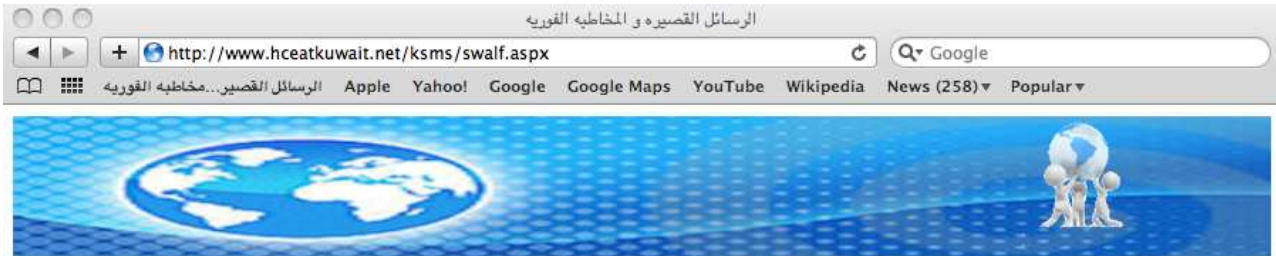 الرسائل القصيره و المخاطبه الفوريه
http://www.hceatkuwait.net/ksms/swalf.aspx Google
الرسائل القصير...مخاطبه الفوريه Apple Yahoo! Google Google Maps YouTube Wikipedia News (258) Popular